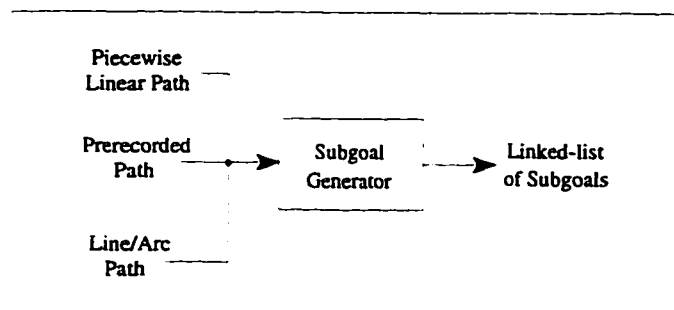 Piecewise
Linear Path
Prerecorded
Path
Subgoal
Generator
Linked-list
of Subgoals
Line/Arc
Path